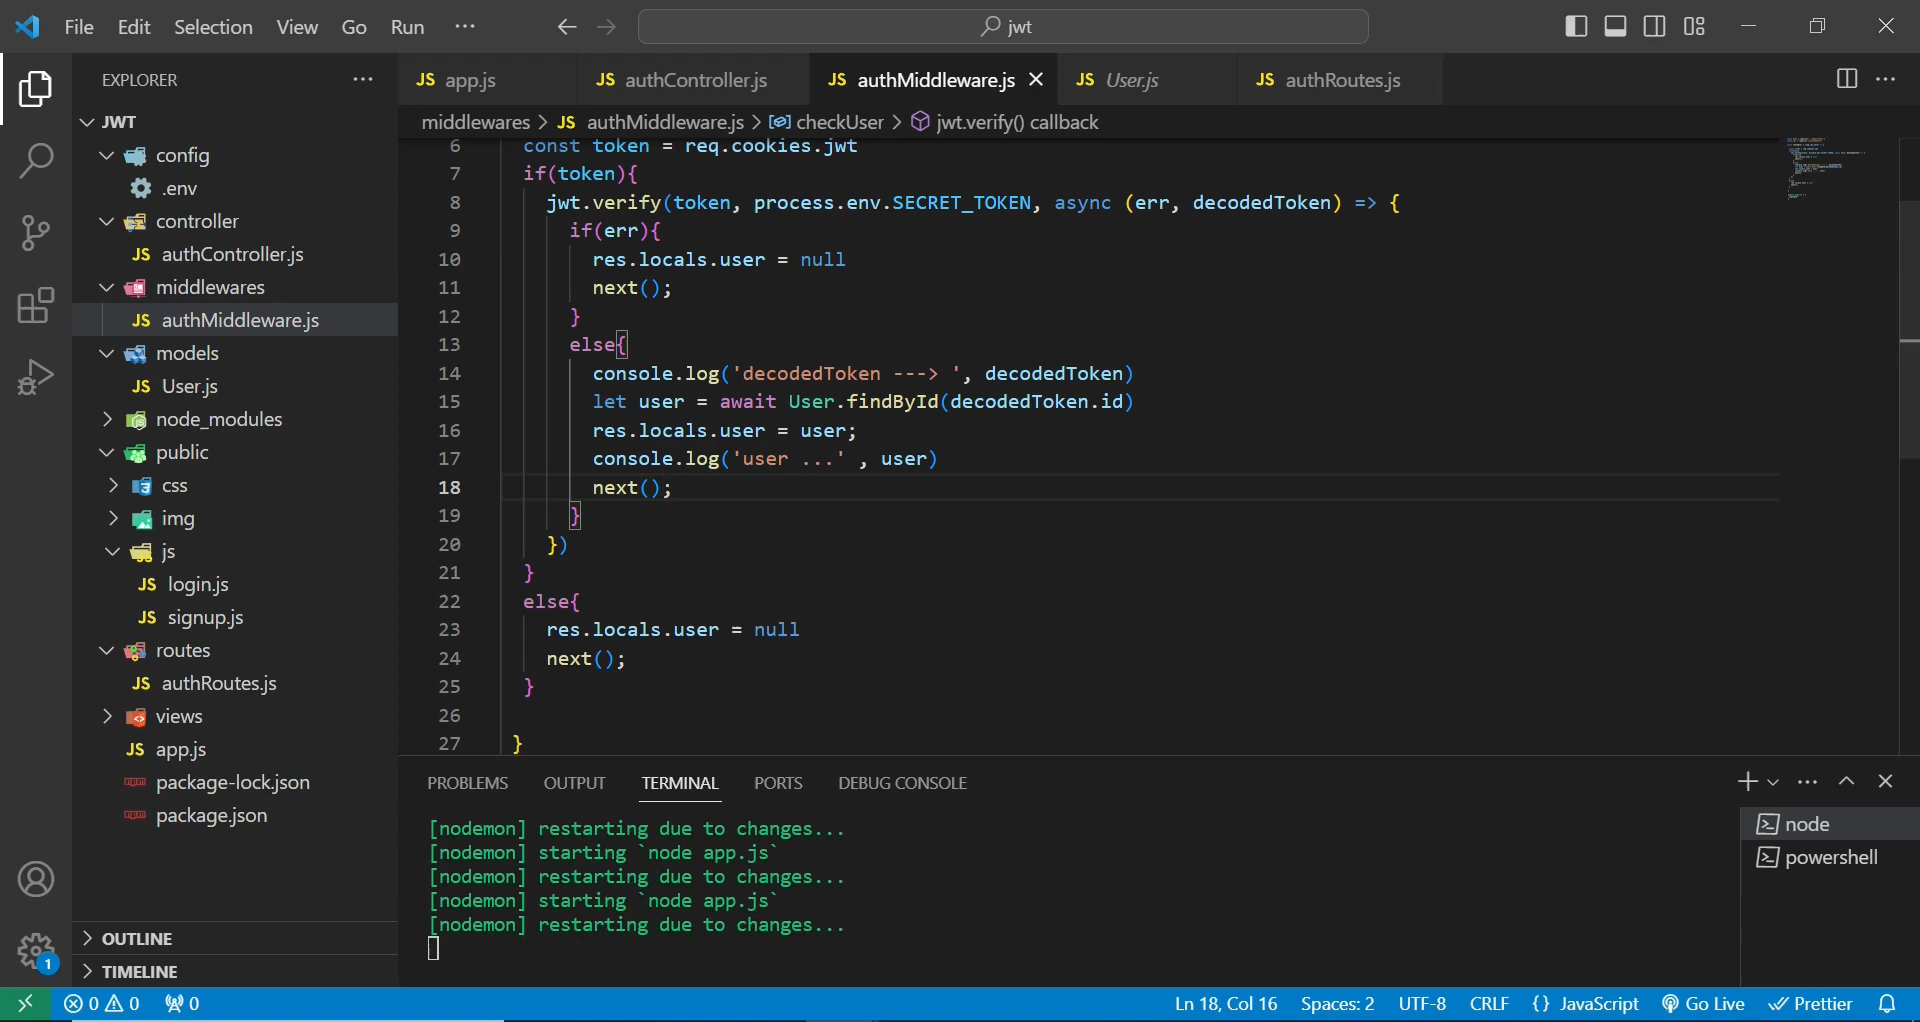 File Edit Selection View Go Run ···
jwt
EXPLORER ···
JWT
config
.env
controller
JS authController.js
middlewares
JS authMiddleware.js
models
JS User.js
node_modules
public
css
img
js
JS login.js
JS signup.js
routes
JS authRoutes.js
views
JS app.js
package-lock.json
package.json
OUTLINE
TIMELINE
1
JS app.js JS authController.js JS authMiddleware.js JS User.js JS authRoutes.js ···
middlewares > JS authMiddleware.js > checkUser > jwt.verify() callback
6 const token = req.cookies.jwt
7 if(token){
8 jwt.verify(token, process.env.SECRET_TOKEN, async (err, decodedToken) => {
9 if(err){
10 res.locals.user = null
11 next();
12 }
13 else{
14 console.log('decodedToken ---> ', decodedToken)
15 let user = await User.findById(decodedToken.id)
16 res.locals.user = user;
17 console.log('user ...' , user)
18 next();
19 }
20 })
21 }
22 else{
23 res.locals.user = null
24 next();
25 }
26
27 }
PROBLEMS OUTPUT TERMINAL PORTS DEBUG CONSOLE ···
[nodemon] restarting due to changes...
[nodemon] starting `node app.js`
[nodemon] restarting due to changes...
[nodemon] starting `node app.js`
[nodemon] restarting due to changes...
node
powershell
0 0 0 Ln 18, Col 16 Spaces: 2 UTF-8 CRLF {} JavaScript Go Live Prettier